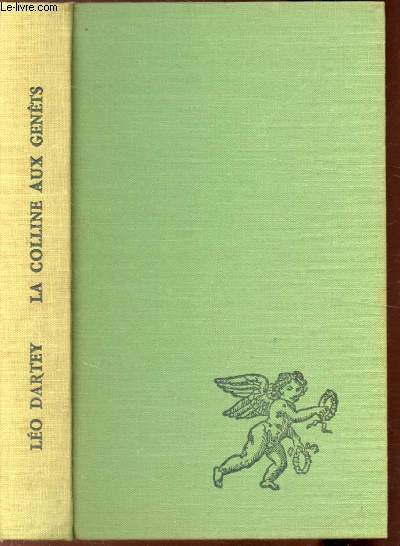 Le-livre.com
LÉO DARTEY LA COLLINE AUX GENÊTS